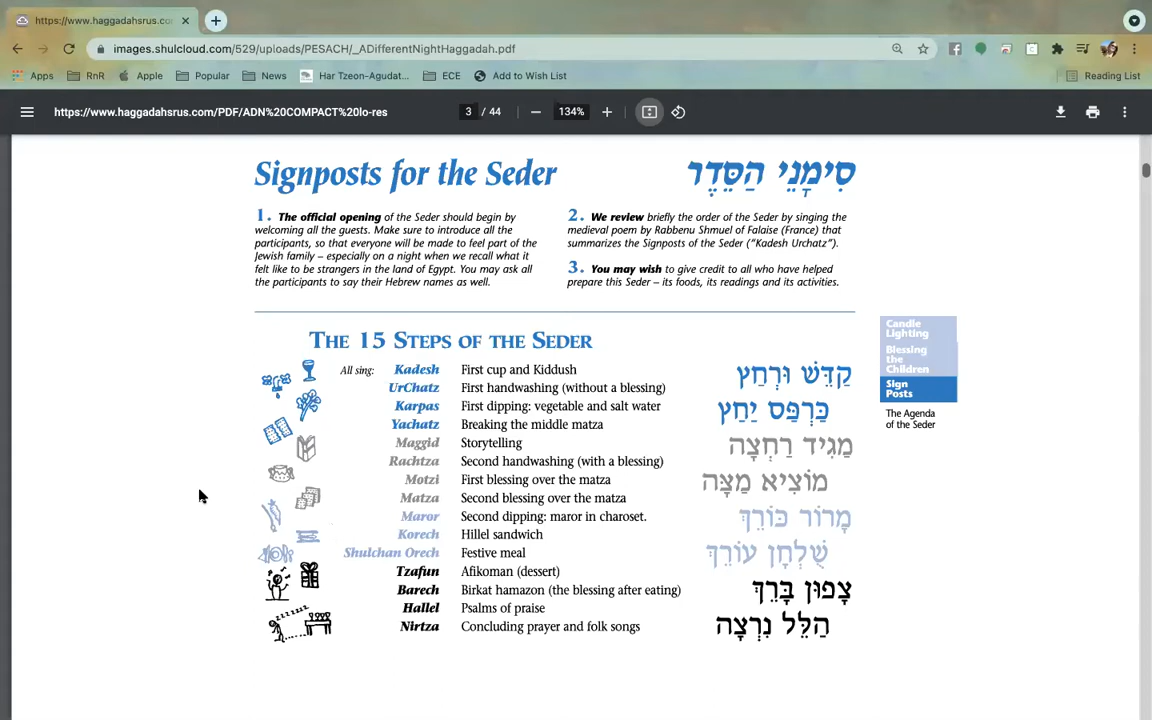 https://www.haggadahsrus.co
images.shulcloud.com/529/uploads/PESACH/_ADifferentNightHaggadah.pdf
Apps RnR Apple Popular News Har Tzeon-Agudat... ECE Add to Wish List Reading List
https://www.haggadahsrus.com/PDF/ADN%20COMPACT%20lo-res 3 / 44 134%
Signposts for the Seder
סִימָנֵי הַסֵּדֶר
1. The official opening of the Seder should begin by
welcoming all the guests. Make sure to introduce all the
participants, so that everyone will be made to feel part of the
Jewish family – especially on a night when we recall what it
felt like to be strangers in the land of Egypt. You may ask all
the participants to say their Hebrew names as well.
2. We review briefly the order of the Seder by singing the
medieval poem by Rabbenu Shmuel of Falaise (France) that
summarizes the Signposts of the Seder ("Kadesh Urchatz").
3. You may wish to give credit to all who have helped
prepare this Seder – its foods, its readings and its activities.
THE 15 STEPS OF THE SEDER
All sing: Kadesh First cup and Kiddush
UrChatz First handwashing (without a blessing)
Karpas First dipping: vegetable and salt water
Yachatz Breaking the middle matza
Maggid Storytelling
Rachtza Second handwashing (with a blessing)
Motzi First blessing over the matza
Matza Second blessing over the matza
Maror Second dipping: maror in charoset.
Korech Hillel sandwich
Shulchan Orech Festive meal
Tzafun Afikoman (dessert)
Barech Birkat hamazon (the blessing after eating)
Hallel Psalms of praise
Nirtza Concluding prayer and folk songs
קַדֵּשׁ וּרְחַץ
כַּרְפַּס יַחַץ
מַגִּיד רַחְצָה
מוֹצִיא מַצָּה
מָרוֹר כּוֹרֵךְ
שֻׁלְחָן עוֹרֵךְ
צָפוּן בָּרֵךְ
הַלֵּל נִרְצָה
Candle
Lighting
Blessing
the
Children
Sign
Posts
The Agenda
of the Seder